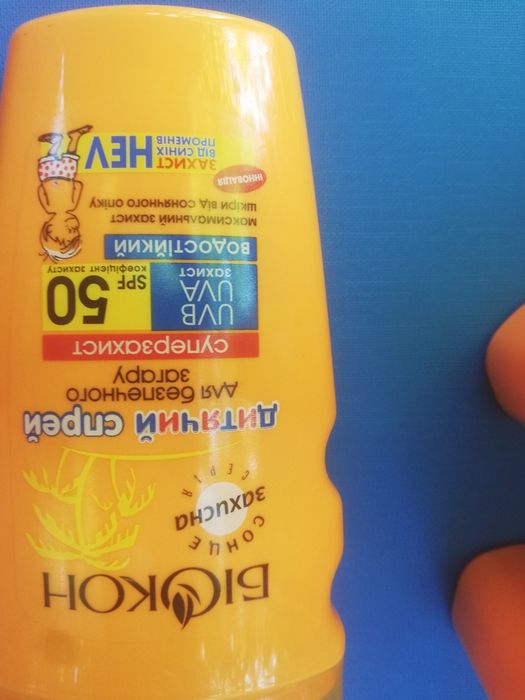 БІОКОН
СОНЦЕ
захисна
СЕРІЯ
дитячий спрей
для безпечного
загару
суперзахист
UVB
UVA
захист
SPF 50
коефіцієнт захисту
ВОДОСТІЙКИЙ
максимальний захист
шкіри від сонячного опіку
ІННОВАЦІЯ
ЗАХИСТ HEV
ВІД СИНІХ
ПРОМЕНІВ